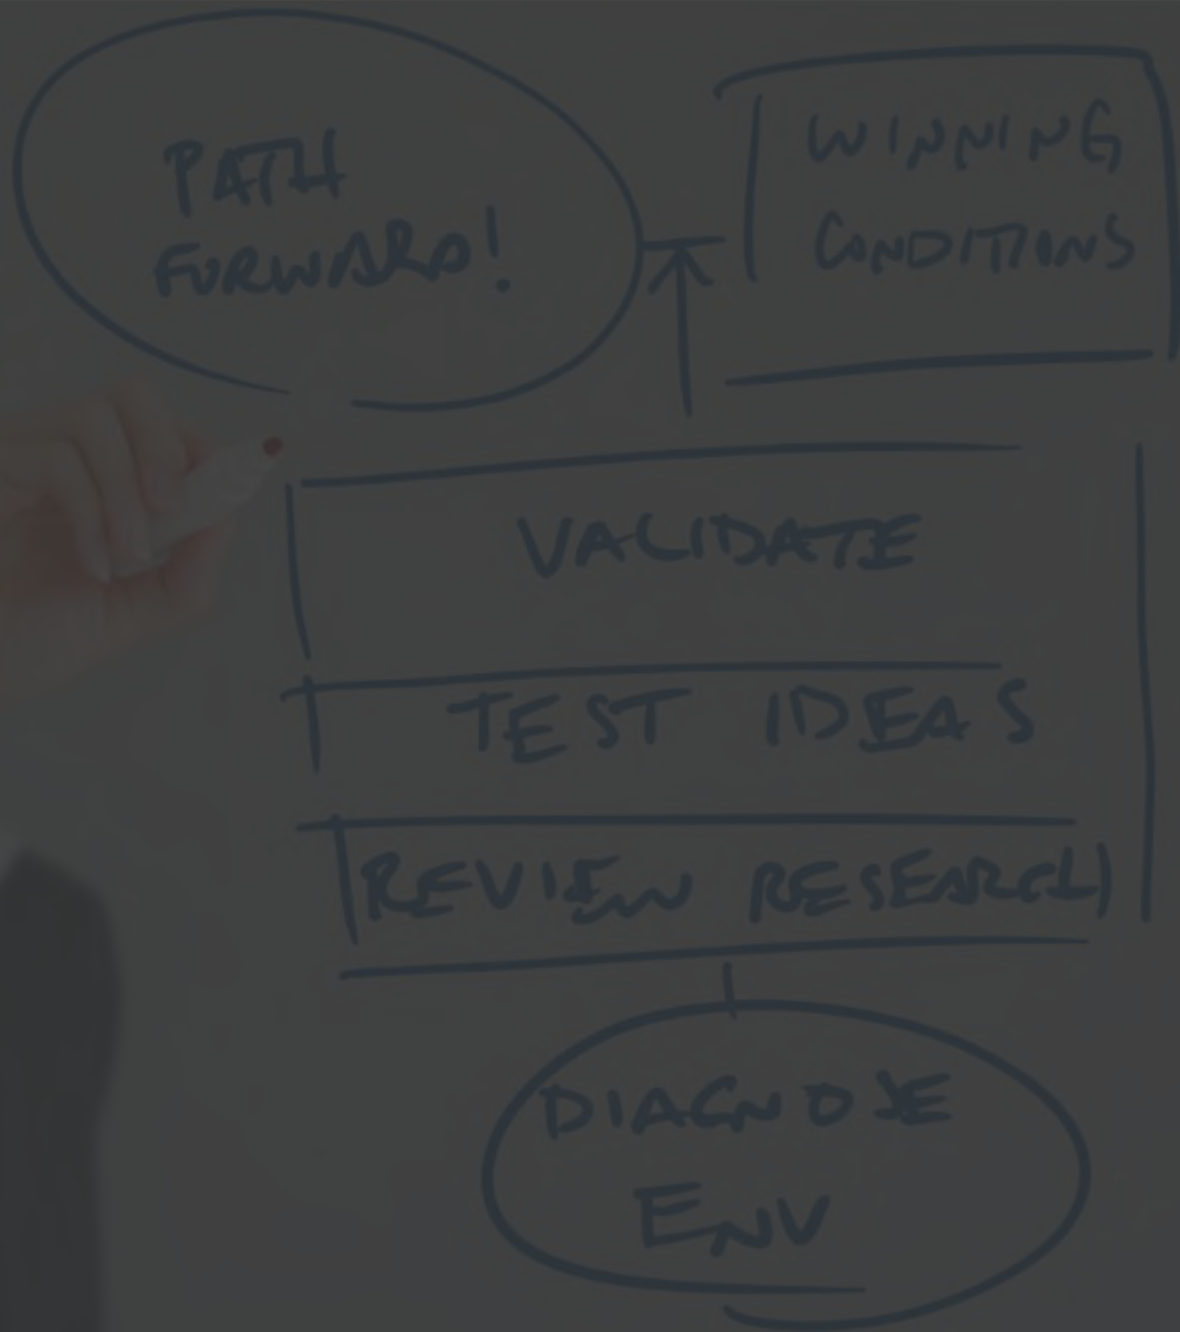 PATH
FORWARD!
WINNING
CONDITIONS
VALIDATE
TEST IDEAS
REVIEW RESEARCH
DIAGNOSE
ENV